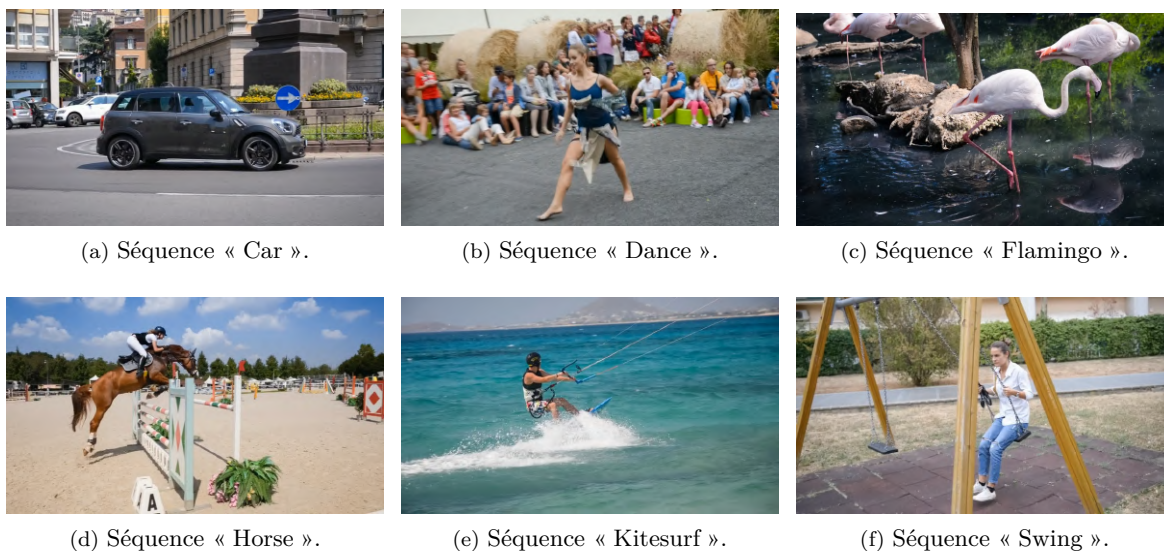 (a) Séquence « Car ».
(b) Séquence « Dance ».
(c) Séquence « Flamingo ».
A
(d) Séquence « Horse ».
(e) Séquence « Kitesurf ».
(f) Séquence « Swing ».